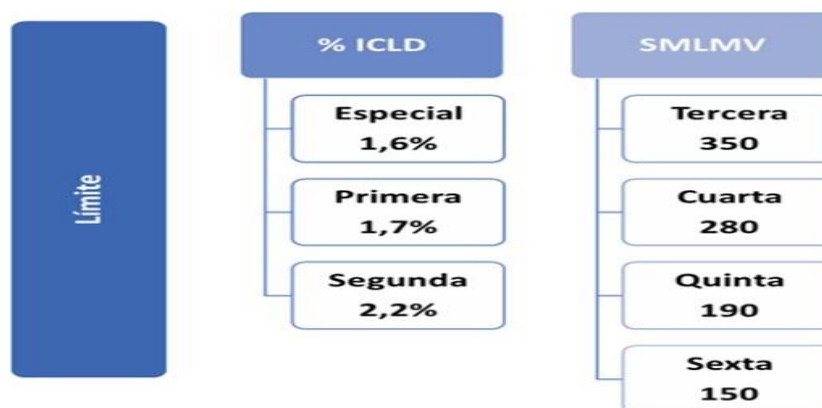 Límite
% ICLD
Especial
1,6%
Primera
1,7%
Segunda
2,2%
SMLMV
Tercera
350
Cuarta
280
Quinta
190
Sexta
150